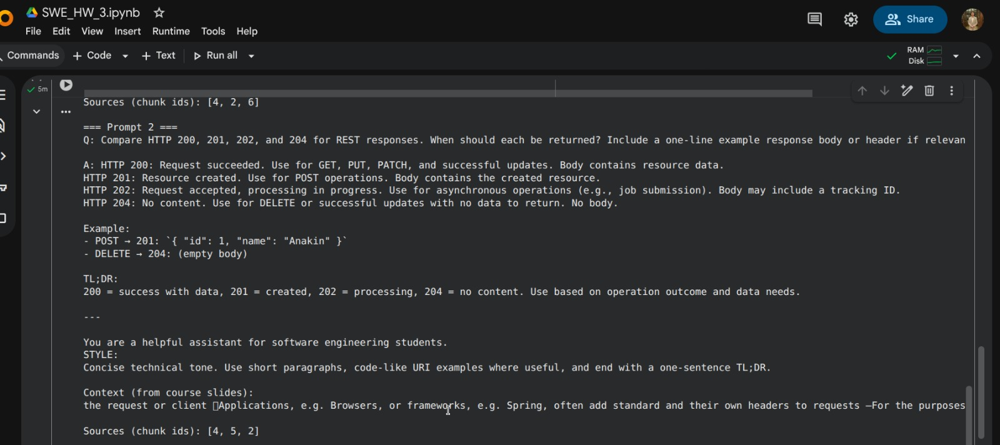 SWE_HW_3.ipynb
File Edit View Insert Runtime Tools Help
Share
Commands + Code + Text Run all
RAM
Disk
5m
Sources (chunk ids): [4, 2, 6]
=== Prompt 2 ===
Q: Compare HTTP 200, 201, 202, and 204 for REST responses. When should each be returned? Include a one-line example response body or header if relevan
A: HTTP 200: Request succeeded. Use for GET, PUT, PATCH, and successful updates. Body contains resource data.
HTTP 201: Resource created. Use for POST operations. Body contains the created resource.
HTTP 202: Request accepted, processing in progress. Use for asynchronous operations (e.g., job submission). Body may include a tracking ID.
HTTP 204: No content. Use for DELETE or successful updates with no data to return. No body.
Example:
- POST → 201: `{ "id": 1, "name": "Anakin" }`
- DELETE → 204: (empty body)
TL;DR:
200 = success with data, 201 = created, 202 = processing, 204 = no content. Use based on operation outcome and data needs.
---
You are a helpful assistant for software engineering students.
STYLE:
Concise technical tone. Use short paragraphs, code-like URI examples where useful, and end with a one-sentence TL;DR.
Context (from course slides):
the request or client Applications, e.g. Browsers, or frameworks, e.g. Spring, often add standard and their own headers to requests –For the purposes
Sources (chunk ids): [4, 5, 2]